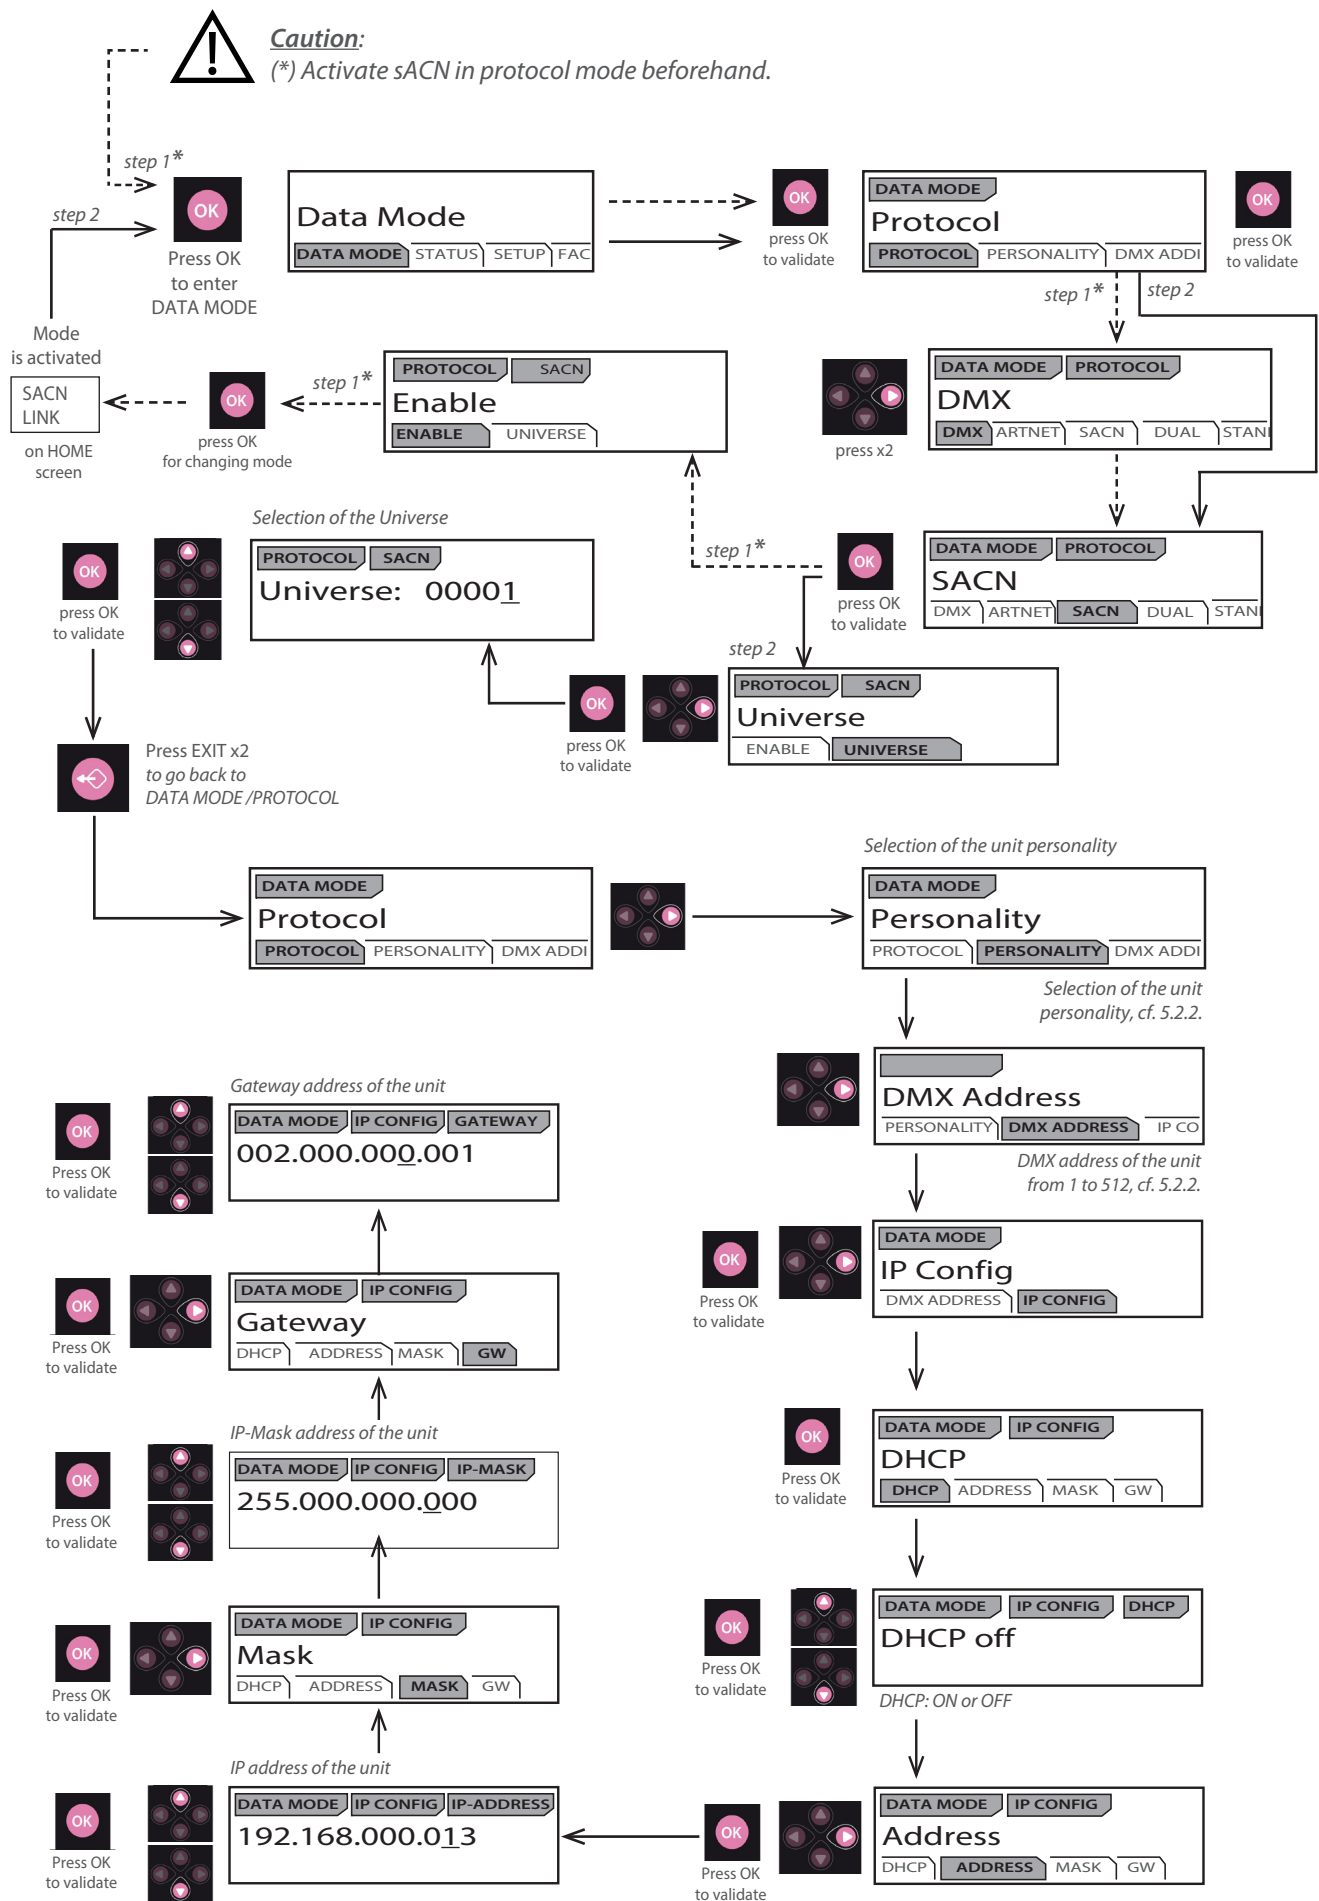 Caution:
(*) Activate sACN in protocol mode beforehand.
step 1*
step 2
OK
Press OK
to enter
DATA MODE
Data Mode
DATA MODE STATUS SETUP FAC
OK
press OK
to validate
DATA MODE
Protocol
PROTOCOL PERSONALITY DMX ADDI
OK
press OK
to validate
step 1*
step 2
Mode
is activated
SACN
LINK
on HOME
screen
OK
press OK
for changing mode
step 1*
PROTOCOL SACN
Enable
ENABLE UNIVERSE
press x2
DATA MODE PROTOCOL
DMX
DMX ARTNET SACN DUAL STANI
Selection of the Universe
OK
press OK
to validate
PROTOCOL SACN
Universe: 00001
step 1*
OK
press OK
to validate
DATA MODE PROTOCOL
SACN
DMX ARTNET SACN DUAL STANI
step 2
OK
press OK
to validate
PROTOCOL SACN
Universe
ENABLE UNIVERSE
Press EXIT x2
to go back to
DATA MODE /PROTOCOL
DATA MODE
Protocol
PROTOCOL PERSONALITY DMX ADDI
Selection of the unit personality
DATA MODE
Personality
PROTOCOL PERSONALITY DMX ADDI
Selection of the unit
personality, cf. 5.2.2.
DMX Address
PERSONALITY DMX ADDRESS IP CO
DMX address of the unit
from 1 to 512, cf. 5.2.2.
OK
Press OK
to validate
DATA MODE
IP Config
DMX ADDRESS IP CONFIG
OK
Press OK
to validate
DATA MODE IP CONFIG
DHCP
DHCP ADDRESS MASK GW
OK
Press OK
to validate
DATA MODE IP CONFIG DHCP
DHCP off
DHCP: ON or OFF
OK
Press OK
to validate
DATA MODE IP CONFIG
Address
DHCP ADDRESS MASK GW
IP address of the unit
OK
Press OK
to validate
DATA MODE IP CONFIG IP-ADDRESS
192.168.000.013
OK
Press OK
to validate
DATA MODE IP CONFIG
Mask
DHCP ADDRESS MASK GW
IP-Mask address of the unit
OK
Press OK
to validate
DATA MODE IP CONFIG IP-MASK
255.000.000.000
OK
Press OK
to validate
DATA MODE IP CONFIG
Gateway
DHCP ADDRESS MASK GW
Gateway address of the unit
OK
Press OK
to validate
DATA MODE IP CONFIG GATEWAY
002.000.000.001